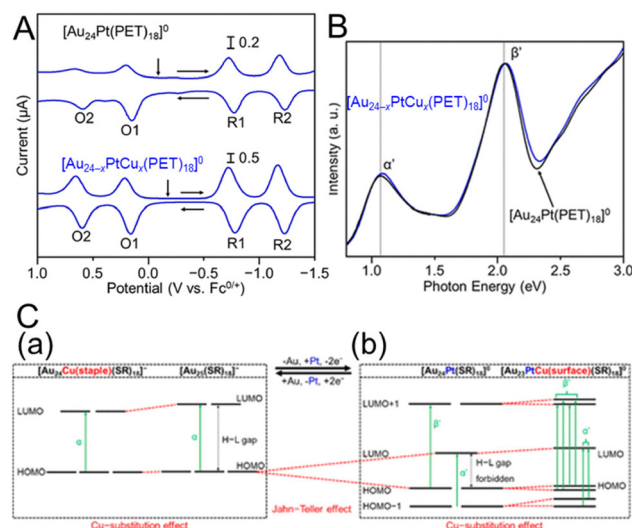 A
[Au24Pt(PET)18]0
0.2
O2
O1
R1
R2
[Au24–xPtCux(PET)18]0
0.5
O2
O1
R1
R2
Current (μA)
1.0
0.5
0.0
-0.5
-1.0
-1.5
Potential (V vs. Fc0/+)
B
β'
[Au24–xPtCux(PET)18]0
α'
[Au24Pt(PET)18]0
Intensity (a. u.)
1.0
1.5
2.0
2.5
3.0
Photon Energy (eV)
C
(a)
[Au24Cu(staple)(SR)18]-
[Au25(SR)18]-
-Au, +Pt, -2e-
+Au, -Pt, +2e-
(b)
[Au24Pt(SR)18]0
[Au23PtCu(surface)(SR)18]0
LUMO
LUMO
α
α
H–L gap
HOMO
HOMO
Cu-substitution effect
Jahn-Teller effect
LUMO+1
β'
β'
LUMO
LUMO
α'
α'
H–L gap
forbidden
HOMO
HOMO
HOMO−1
Cu-substitution effect